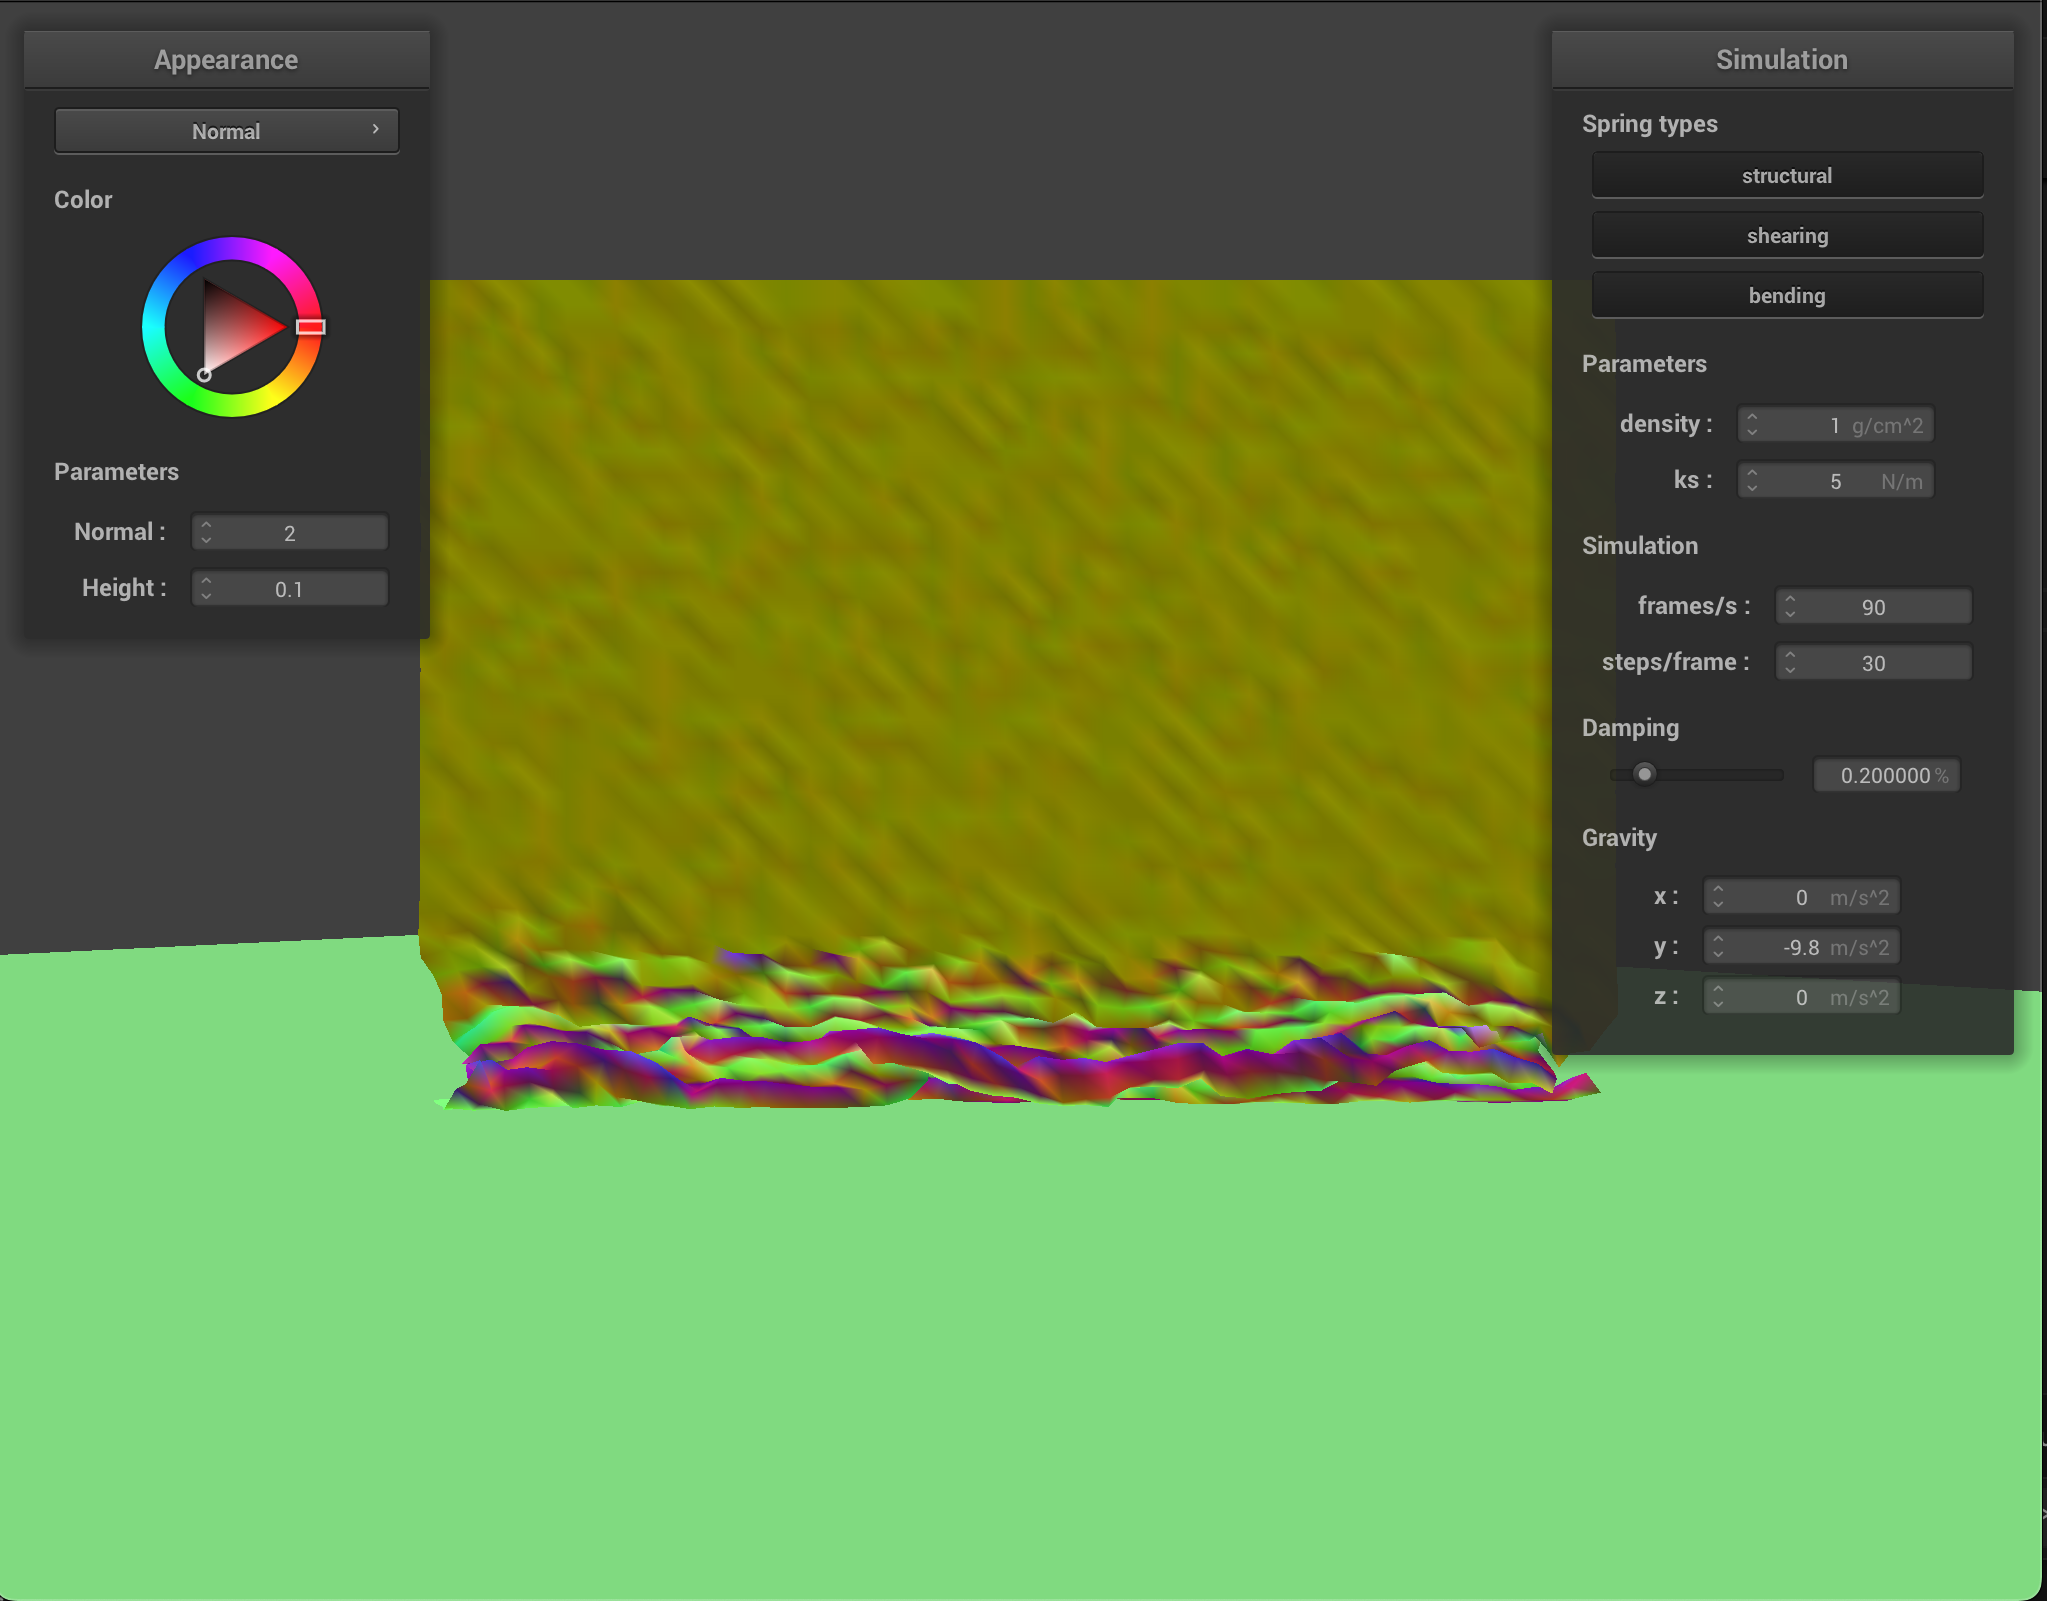 Appearance
Normal
Color
Parameters
Normal : 2
Height : 0.1
Simulation
Spring types
structural
shearing
bending
Parameters
density : 1 g/cm^2
ks : 5 N/m
Simulation
frames/s : 90
steps/frame : 30
Damping
0.200000 %
Gravity
x : 0 m/s^2
y : -9.8 m/s^2
z : 0 m/s^2